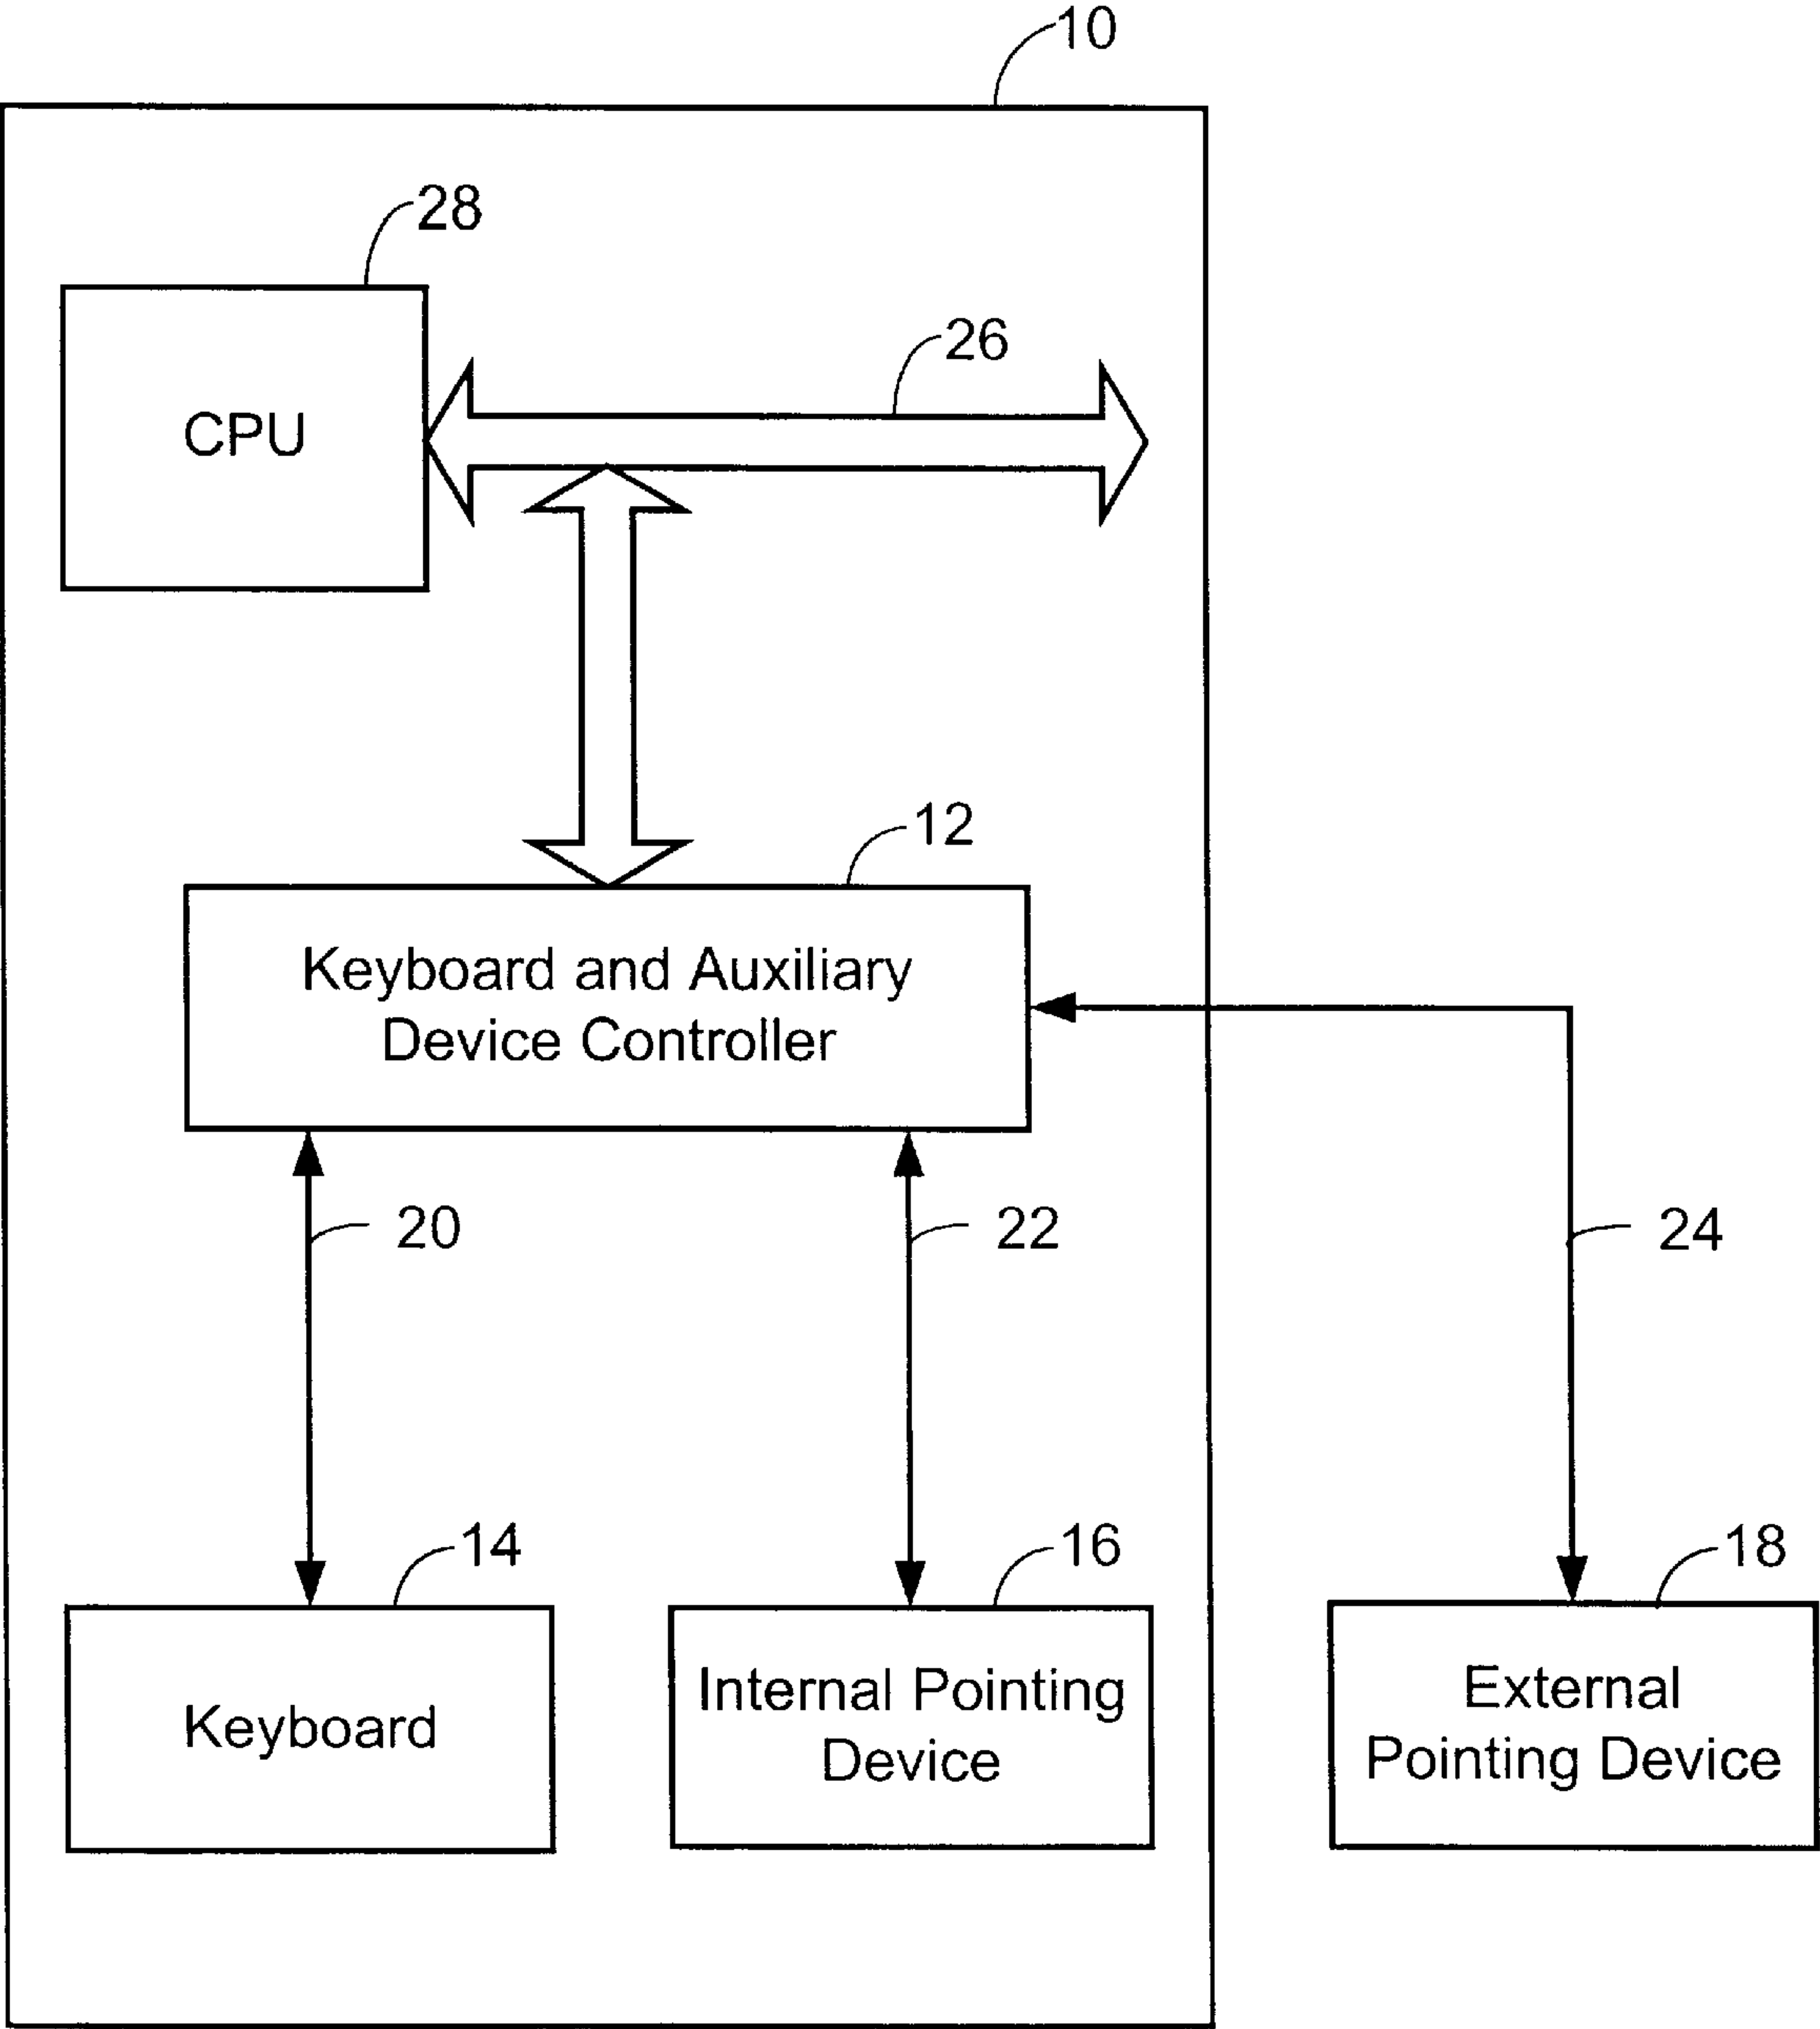 10
28
26
CPU
12
Keyboard and Auxiliary
Device Controller
20
22
24
14
16
18
Keyboard
Internal Pointing
Device
External
Pointing Device